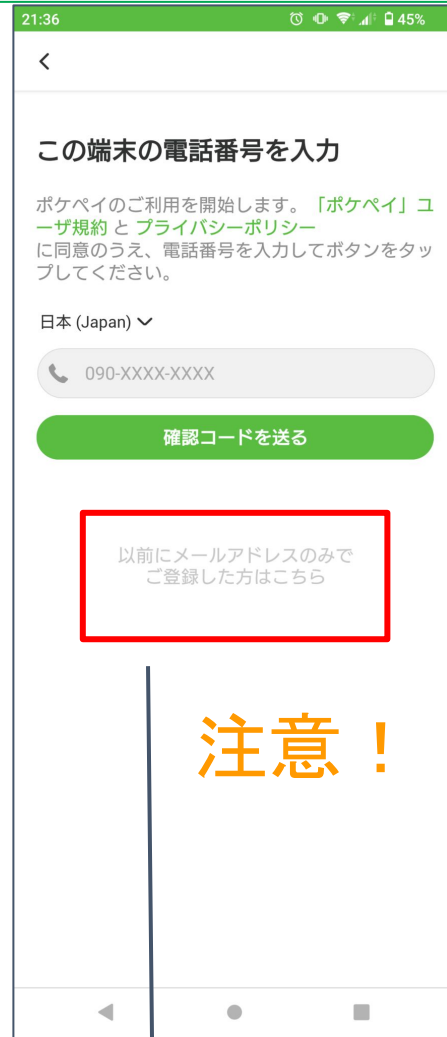 21:36
45%
この端末の電話番号を入力
ポケペイのご利用を開始します。「ポケペイ」ユ
ーザ規約 と プライバシーポリシー
に同意のうえ、電話番号を入力してボタンをタッ
プしてください。
日本 (Japan)
090-XXXX-XXXX
確認コードを送る
以前にメールアドレスのみで
ご登録した方はこちら
注意！